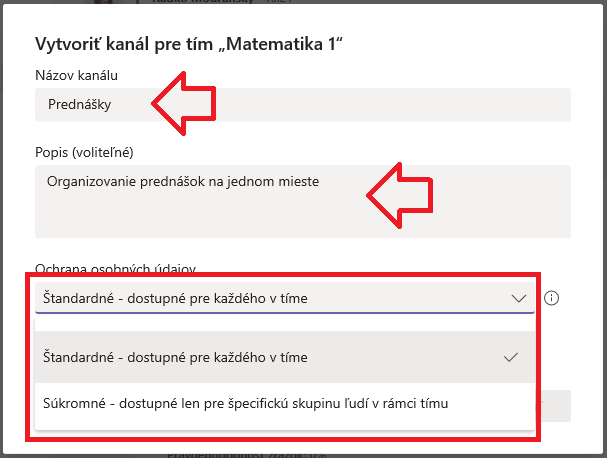 Vytvoriť kanál pre tím „Matematika 1“
Názov kanálu
Prednášky
Popis (voliteľné)
Organizovanie prednášok na jednom mieste
Ochrana osobných údajov
Štandardné - dostupné pre každého v tíme
Štandardné - dostupné pre každého v tíme
Súkromné - dostupné len pre špecifickú skupinu ľudí v rámci tímu